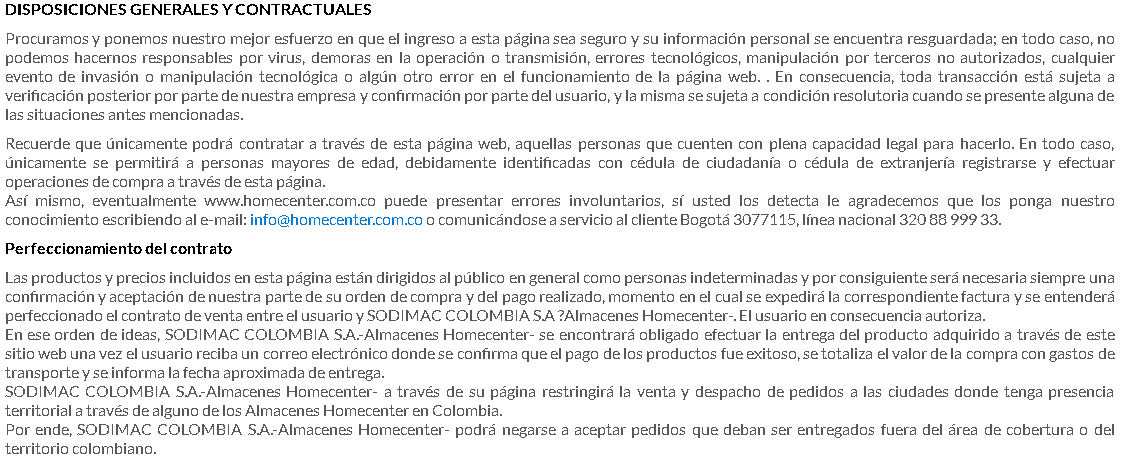 DISPOSICIONES GENERALES Y CONTRACTUALES
Procuramos y ponemos nuestro mejor esfuerzo en que el ingreso a esta página sea seguro y su información personal se encuentra resguardada; en todo caso, no
podemos hacernos responsables por virus, demoras en la operación o transmisión, errores tecnológicos, manipulación por terceros no autorizados, cualquier
evento de invasión o manipulación tecnológica o algún otro error en el funcionamiento de la página web. . En consecuencia, toda transacción está sujeta a
verificación posterior por parte de nuestra empresa y confirmación por parte del usuario, y la misma se sujeta a condición resolutoria cuando se presente alguna de
las situaciones antes mencionadas.
Recuerde que únicamente podrá contratar a través de esta página web, aquellas personas que cuenten con plena capacidad legal para hacerlo. En todo caso,
únicamente se permitirá a personas mayores de edad, debidamente identificadas con cédula de ciudadanía o cédula de extranjería registrarse y efectuar
operaciones de compra a través de esta página.
Así mismo, eventualmente www.homecenter.com.co puede presentar errores involuntarios, sí usted los detecta le agradecemos que los ponga nuestro
conocimiento escribiendo al e-mail: info@homecenter.com.co o comunicándose a servicio al cliente Bogotá 3077115, línea nacional 320 88 999 33.
Perfeccionamiento del contrato
Las productos y precios incluidos en esta página están dirigidos al público en general como personas indeterminadas y por consiguiente será necesaria siempre una
confirmación y aceptación de nuestra parte de su orden de compra y del pago realizado, momento en el cual se expedirá la correspondiente factura y se entenderá
perfeccionado el contrato de venta entre el usuario y SODIMAC COLOMBIA S.A ?Almacenes Homecenter-. El usuario en consecuencia autoriza.
En ese orden de ideas, SODIMAC COLOMBIA S.A.-Almacenes Homecenter- se encontrará obligado efectuar la entrega del producto adquirido a través de este
sitio web una vez el usuario reciba un correo electrónico donde se confirma que el pago de los productos fue exitoso, se totaliza el valor de la compra con gastos de
transporte y se informa la fecha aproximada de entrega.
SODIMAC COLOMBIA S.A.-Almacenes Homecenter- a través de su página restringirá la venta y despacho de pedidos a las ciudades donde tenga presencia
territorial a través de alguno de los Almacenes Homecenter en Colombia.
Por ende, SODIMAC COLOMBIA S.A.-Almacenes Homecenter- podrá negarse a aceptar pedidos que deban ser entregados fuera del área de cobertura o del
territorio colombiano.